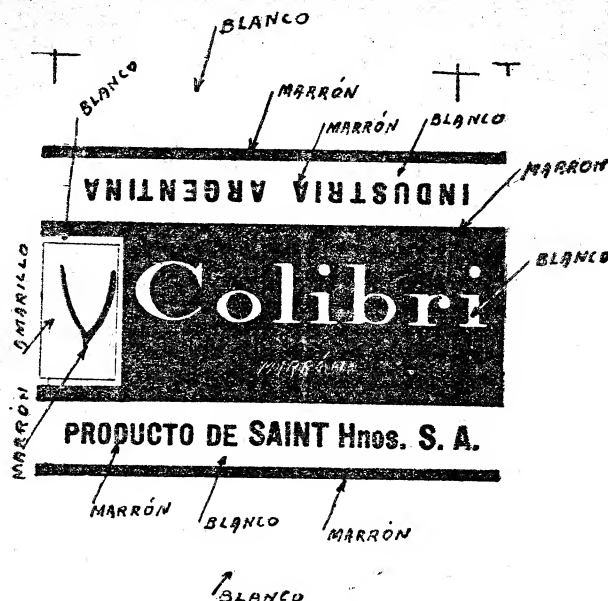 BLANCO
BLANCO
MARRÓN
MARRÓN
BLANCO
INDUSTRIA ARGENTINA
MARRON
BLANCO
Colibri
MARRÓN
AMARILLO
MARRÓN
PRODUCTO DE SAINT Hnos. S. A.
MARRÓN
BLANCO
MARRÓN
BLANCO